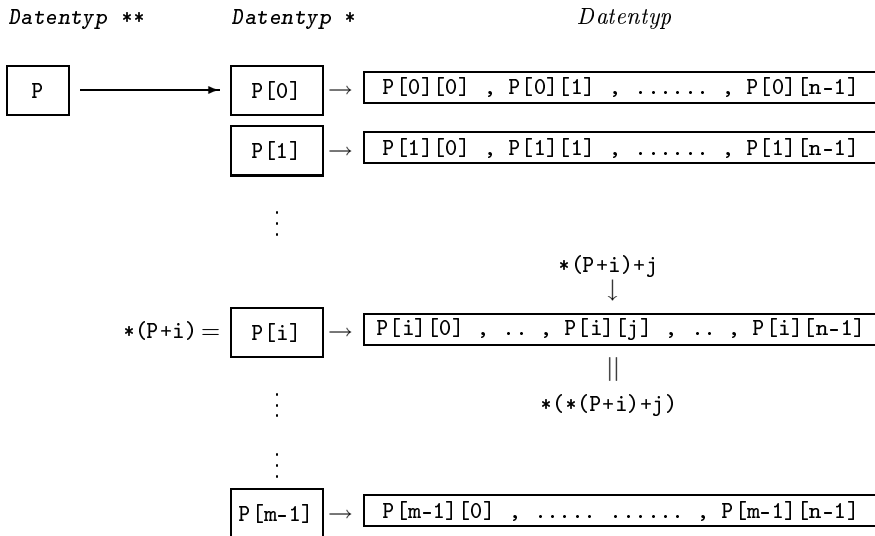 Datentyp ** Datentyp * Datentyp
P → P[0] → P[0][0] , P[0][1] , ...... , P[0][n-1]
P[1] → P[1][0] , P[1][1] , ...... , P[1][n-1]
⋮
*(P+i)+j
↓
*(P+i) = P[i] → P[i][0] , .. , P[i][j] , .. , P[i][n-1]
||
⋮ *(*(P+i)+j)
⋮
P[m-1] → P[m-1][0] , ..... ...... , P[m-1][n-1]